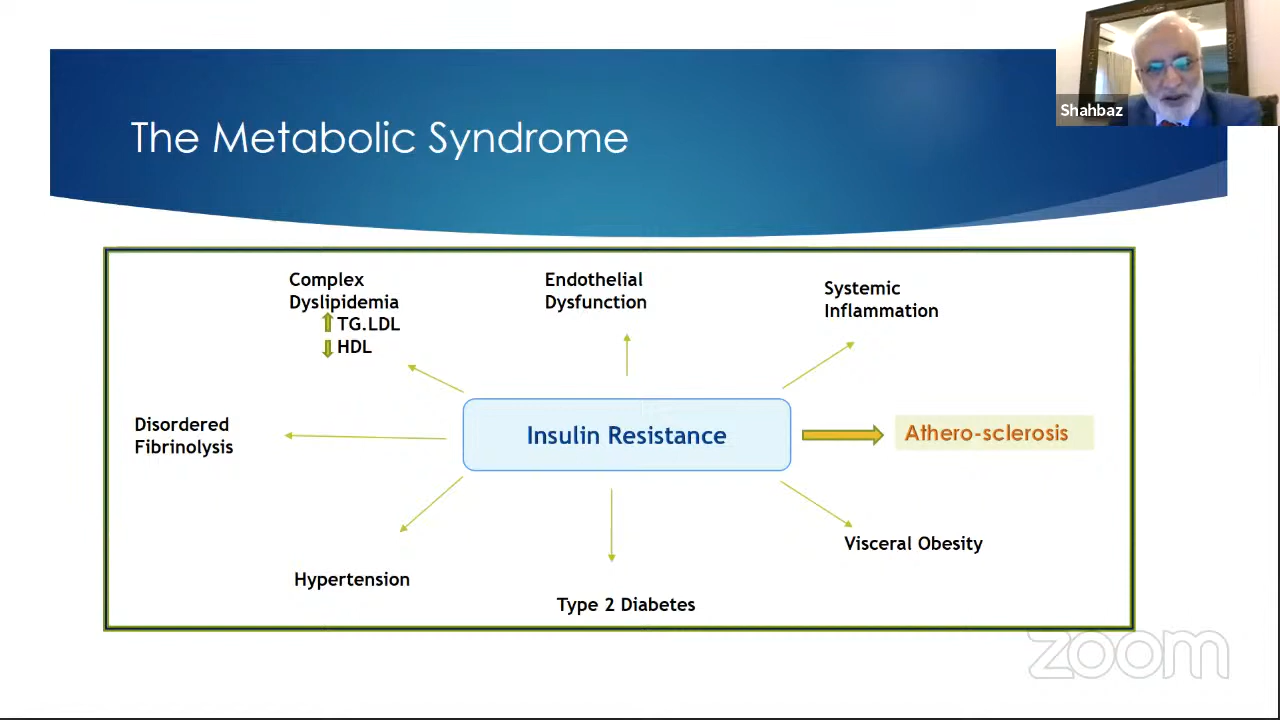 Shahbaz
The Metabolic Syndrome
Complex
Dyslipidemia
TG.LDL
HDL
Endothelial
Dysfunction
Systemic
Inflammation
Disordered
Fibrinolysis
Insulin Resistance
Athero-sclerosis
Hypertension
Type 2 Diabetes
Visceral Obesity
zoom